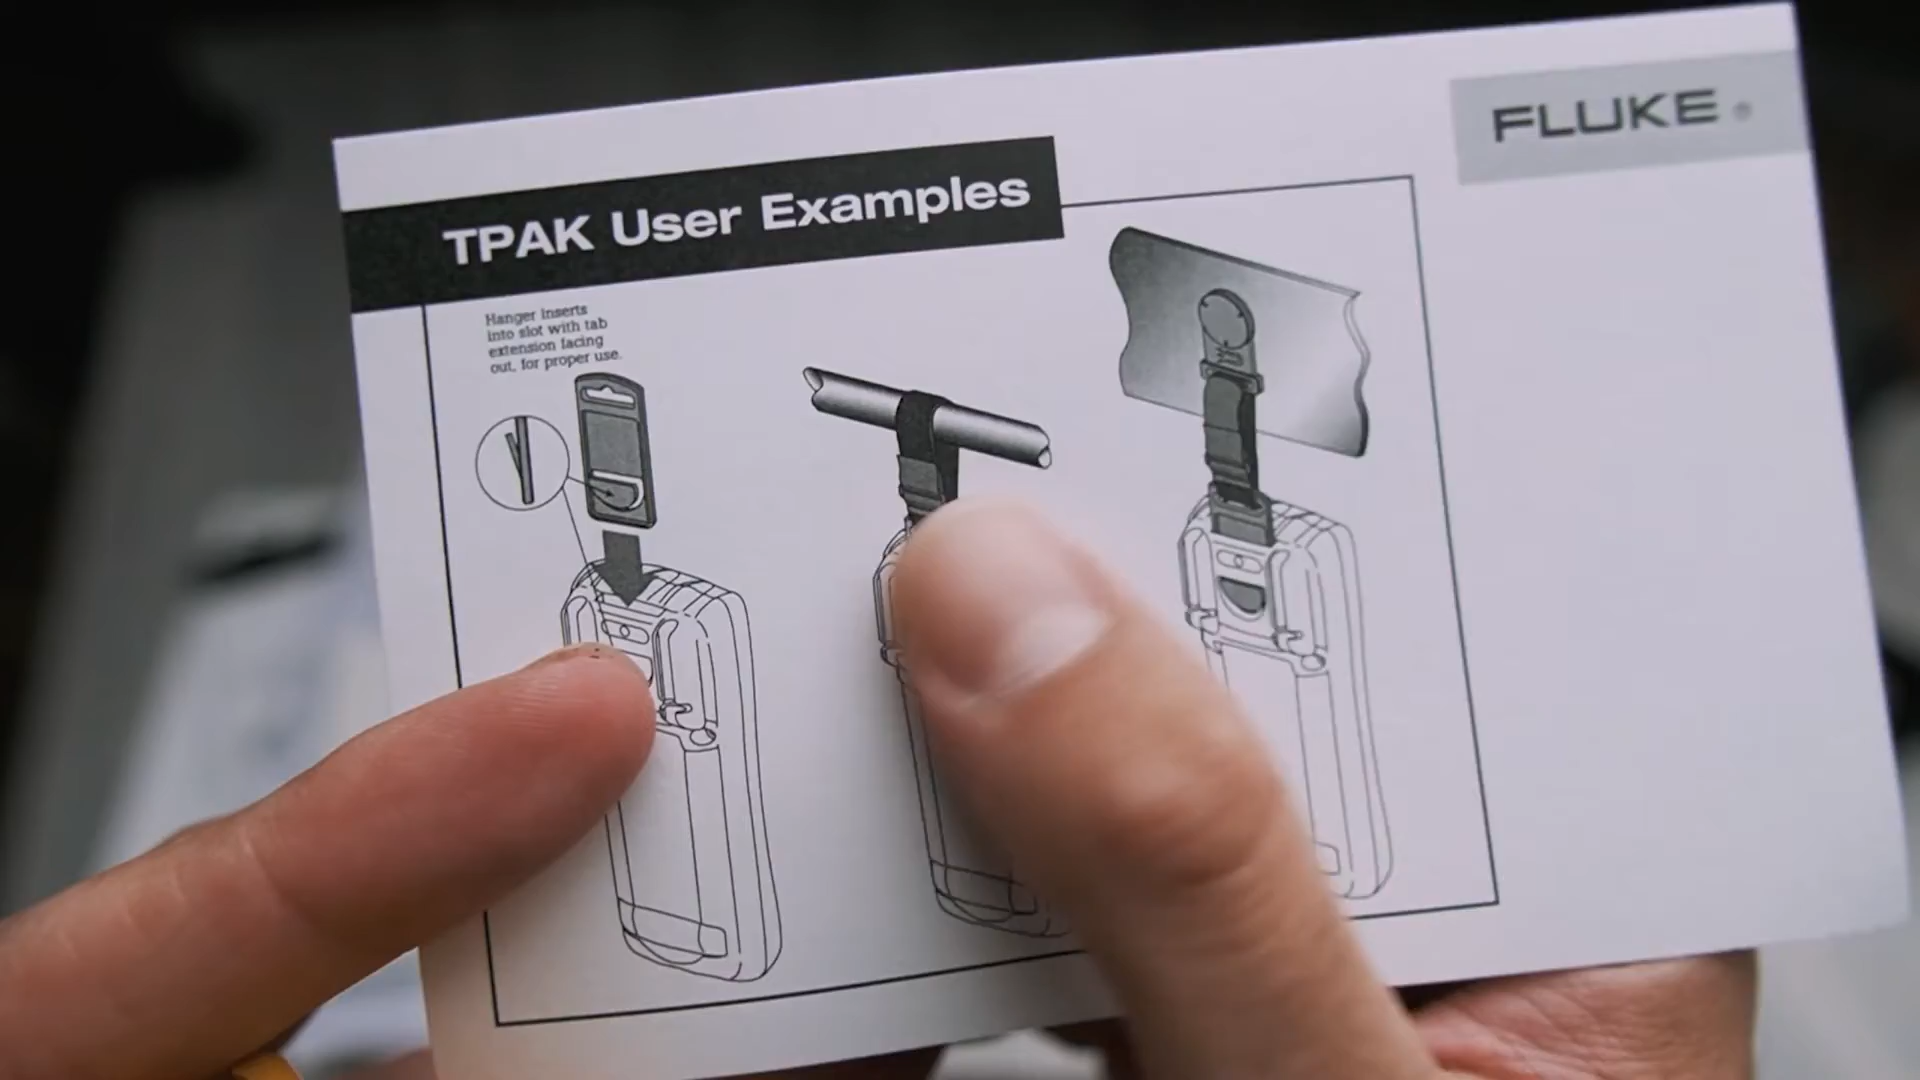 FLUKE ®
TPAK User Examples
Hanger inserts
into slot with tab
extension facing
out, for proper use.